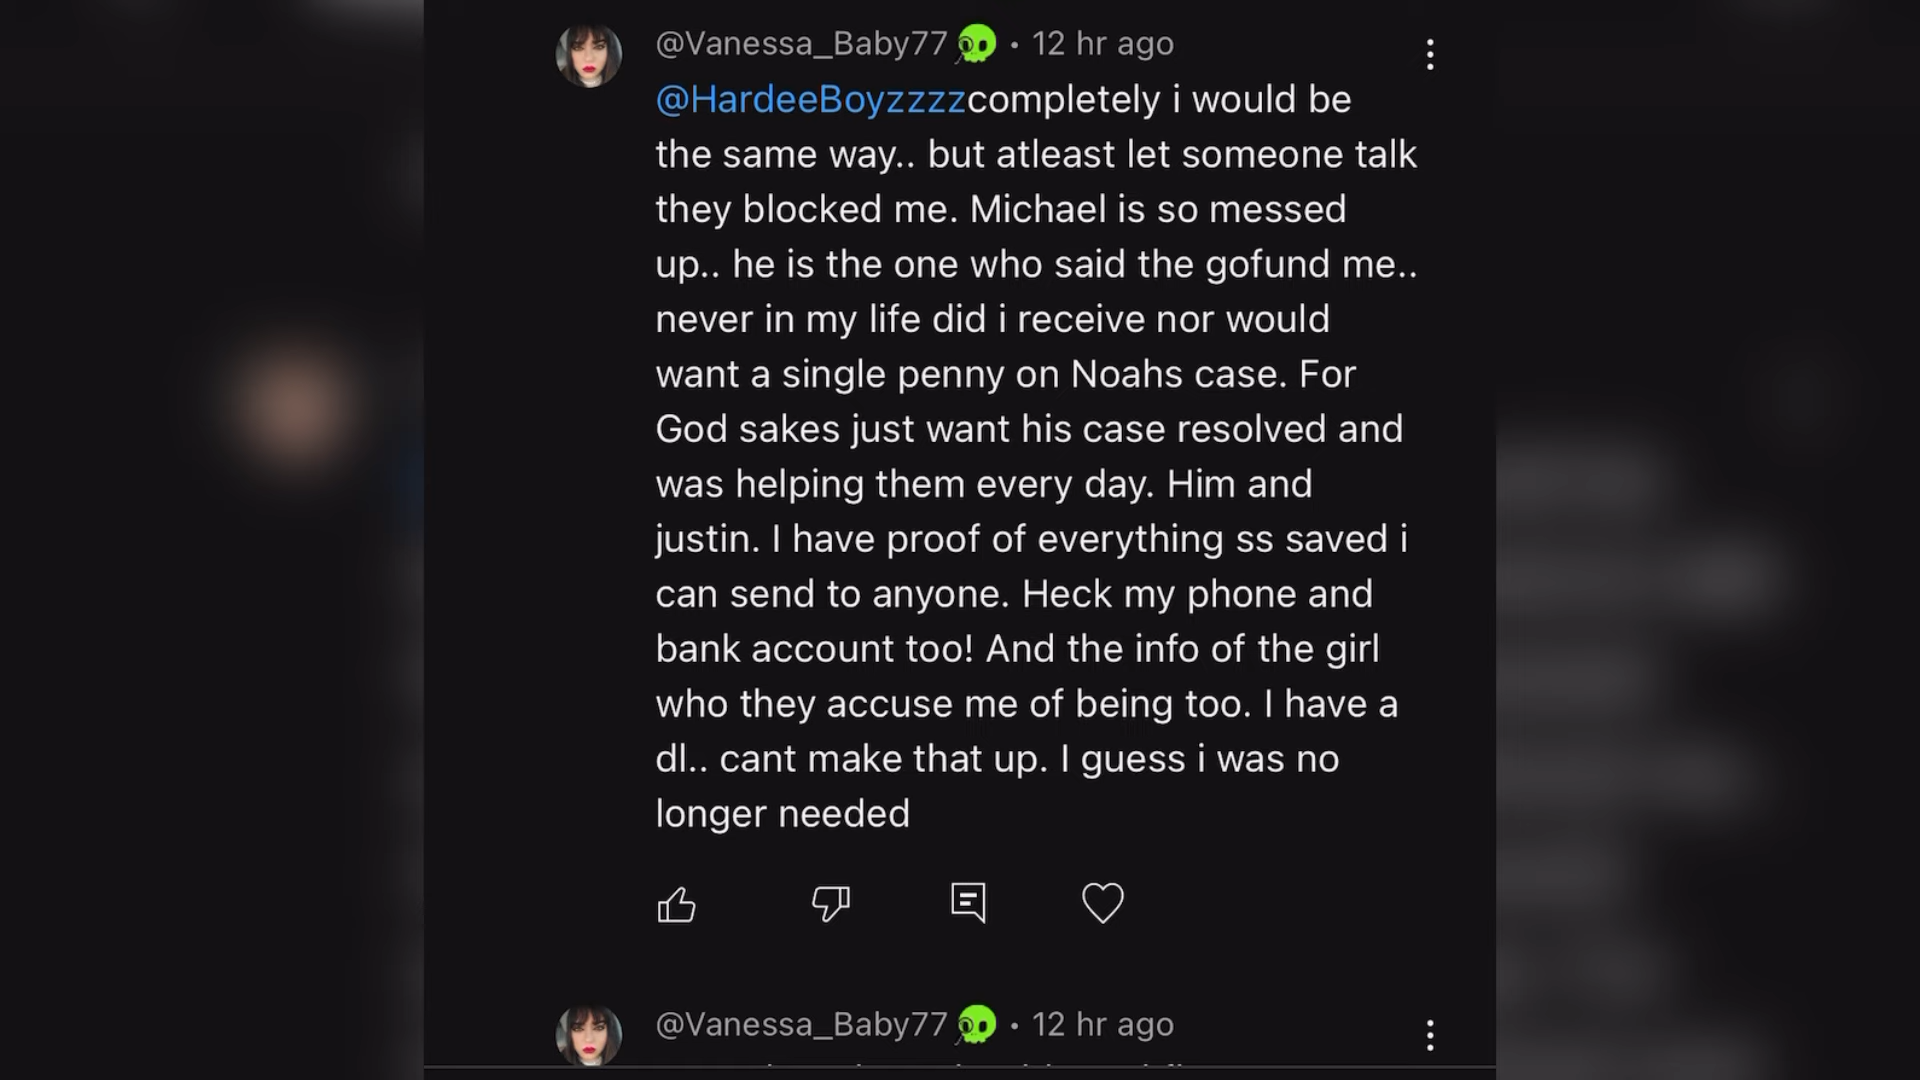 @Vanessa_Baby77 • 12 hr ago
@HardeeBoyzzzzcompletely i would be
the same way.. but atleast let someone talk
they blocked me. Michael is so messed
up.. he is the one who said the gofund me..
never in my life did i receive nor would
want a single penny on Noahs case. For
God sakes just want his case resolved and
was helping them every day. Him and
justin. I have proof of everything ss saved i
can send to anyone. Heck my phone and
bank account too! And the info of the girl
who they accuse me of being too. I have a
dl.. cant make that up. I guess i was no
longer needed
@Vanessa_Baby77 • 12 hr ago